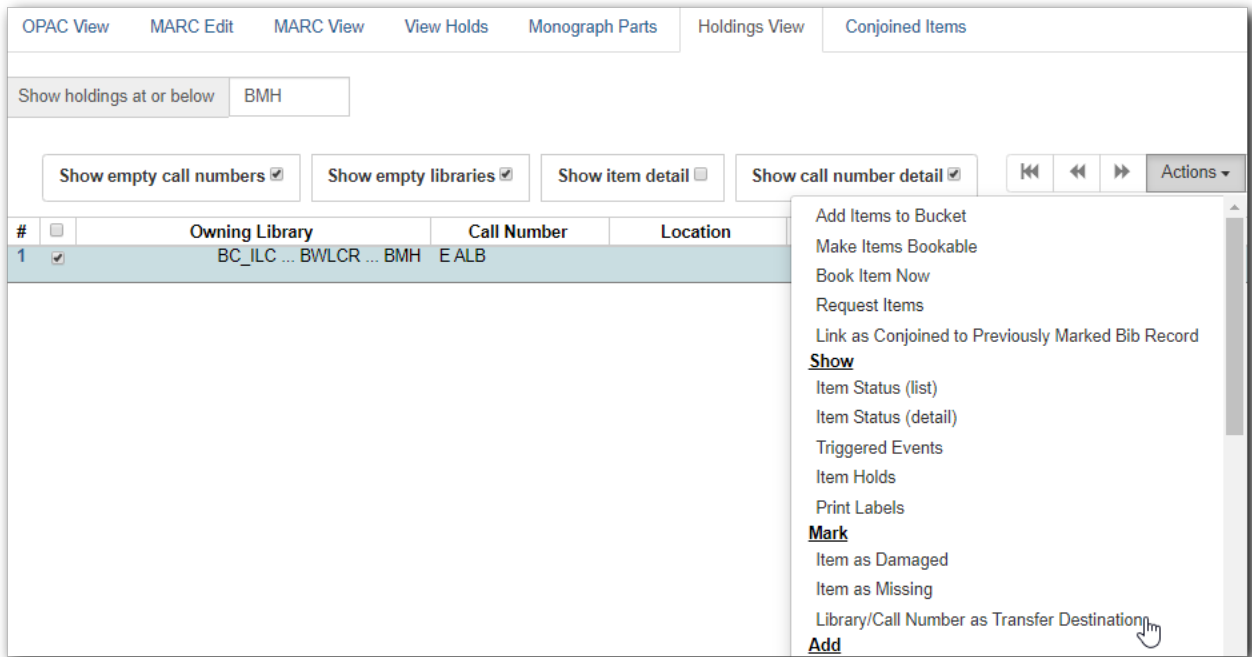 OPAC View MARC Edit MARC View View Holds Monograph Parts Holdings View Conjoined Items
Show holdings at or below BMH
Show empty call numbers Show empty libraries Show item detail Show call number detail Actions
# Owning Library Call Number Location
1 BC_ILC ... BWLCR ... BMH E ALB
Add Items to Bucket
Make Items Bookable
Book Item Now
Request Items
Link as Conjoined to Previously Marked Bib Record
Show
Item Status (list)
Item Status (detail)
Triggered Events
Item Holds
Print Labels
Mark
Item as Damaged
Item as Missing
Library/Call Number as Transfer Destination
Add